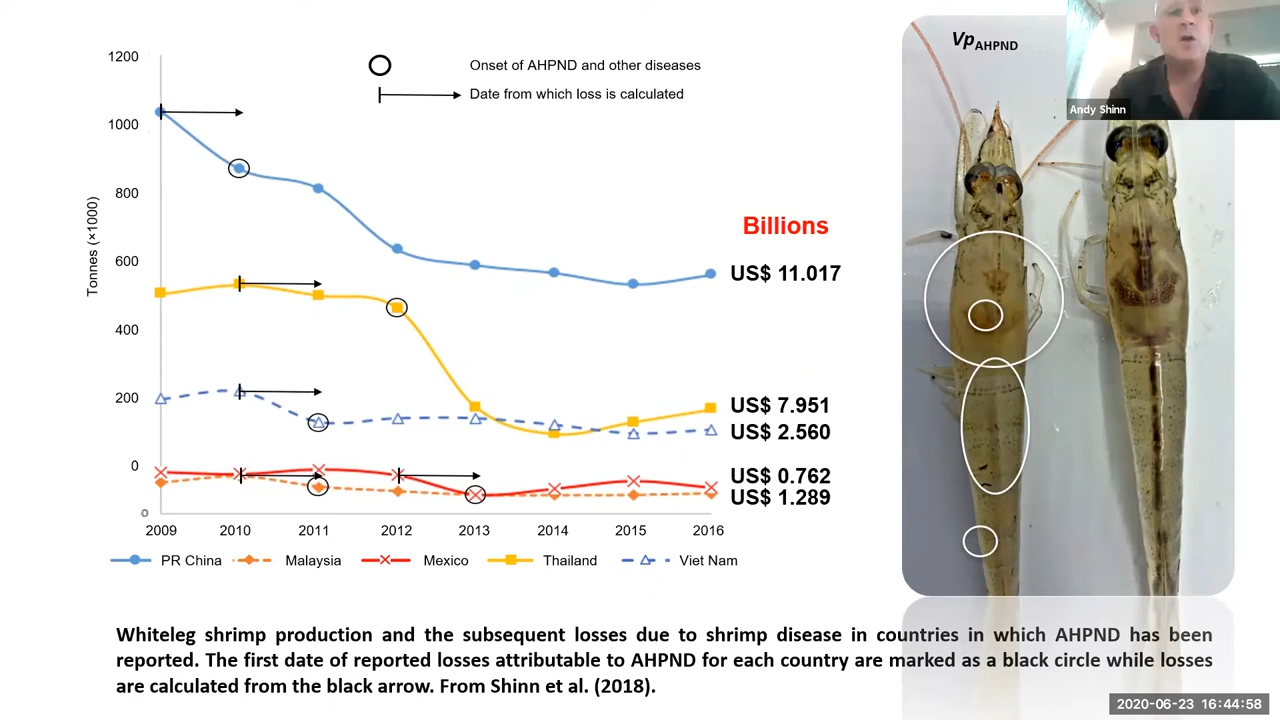 Vp AHPND
Andy Shinn
1200
1000
800
600
400
200
0
0
Tonnes (×1000)
Onset of AHPND and other diseases
Date from which loss is calculated
Billions
US$ 11.017
US$ 7.951
US$ 2.560
US$ 0.762
US$ 1.289
2009 2010 2011 2012 2013 2014 2015 2016
PR China Malaysia Mexico Thailand Viet Nam
Whiteleg shrimp production and the subsequent losses due to shrimp disease in countries in which AHPND has been
reported. The first date of reported losses attributable to AHPND for each country are marked as a black circle while losses
are calculated from the black arrow. From Shinn et al. (2018).
2020-06-23 16:44:58